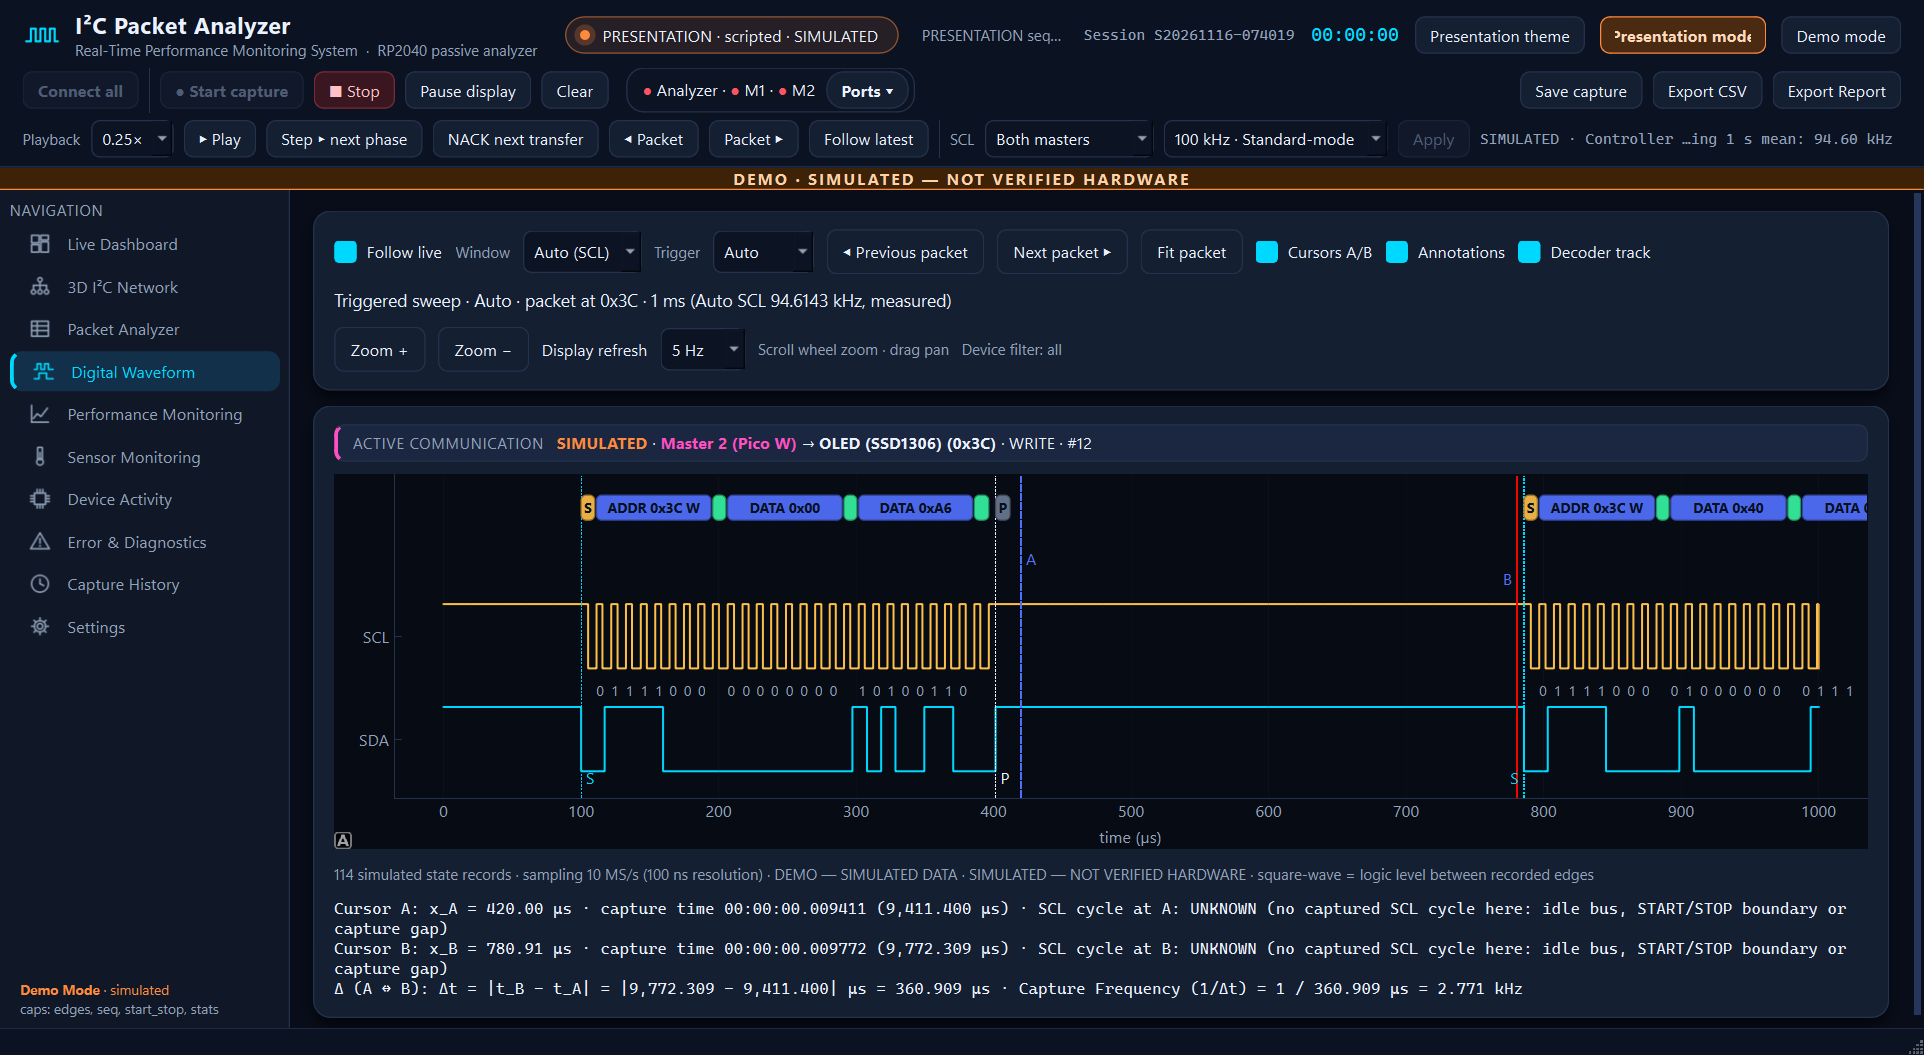 I²C Packet Analyzer
Real-Time Performance Monitoring System · RP2040 passive analyzer
PRESENTATION · scripted · SIMULATED
PRESENTATION seq...
Session S20261116-074019
00:00:00
Presentation theme
Presentation mode
Demo mode
Connect all
● Start capture
■ Stop
Pause display
Clear
● Analyzer · ● M1 · ● M2
Ports ▾
Save capture
Export CSV
Export Report
Playback
0.25×
▸ Play
Step ▸ next phase
NACK next transfer
◂ Packet
Packet ▸
Follow latest
SCL
Both masters
100 kHz · Standard-mode
Apply
SIMULATED · Controller …ing 1 s mean: 94.60 kHz
DEMO · SIMULATED — NOT VERIFIED HARDWARE
NAVIGATION
Live Dashboard
3D I²C Network
Packet Analyzer
Digital Waveform
Performance Monitoring
Sensor Monitoring
Device Activity
Error & Diagnostics
Capture History
Settings
Demo Mode · simulated
caps: edges, seq, start_stop, stats
Follow live
Window
Auto (SCL)
Trigger
Auto
◂ Previous packet
Next packet ▸
Fit packet
Cursors A/B
Annotations
Decoder track
Triggered sweep · Auto · packet at 0x3C · 1 ms (Auto SCL 94.6143 kHz, measured)
Zoom +
Zoom −
Display refresh
5 Hz
Scroll wheel zoom · drag pan
Device filter: all
ACTIVE COMMUNICATION SIMULATED · Master 2 (Pico W) → OLED (SSD1306) (0x3C) · WRITE · #12
S ADDR 0x3C W DATA 0x00 DATA 0xA6 P S ADDR 0x3C W DATA 0x40 DATA
A
B
SCL
0 1 1 1 1 0 0 0 0 0 0 0 0 0 0 0 1 0 1 0 0 1 1 0 0 1 1 1 1 0 0 0 0 1 0 0 0 0 0 0 0 1 1 1
SDA
S P S
0 100 200 300 400 500 600 700 800 900 1000
time (µs)
A
114 simulated state records · sampling 10 MS/s (100 ns resolution) · DEMO — SIMULATED DATA · SIMULATED — NOT VERIFIED HARDWARE · square-wave = logic level between recorded edges
Cursor A: x_A = 420.00 µs · capture time 00:00:00.009411 (9,411.400 µs) · SCL cycle at A: UNKNOWN (no captured SCL cycle here: idle bus, START/STOP boundary or
capture gap)
Cursor B: x_B = 780.91 µs · capture time 00:00:00.009772 (9,772.309 µs) · SCL cycle at B: UNKNOWN (no captured SCL cycle here: idle bus, START/STOP boundary or
capture gap)
Δ (A ↔ B): Δt = |t_B − t_A| = |9,772.309 − 9,411.400| µs = 360.909 µs · Capture Frequency (1/Δt) = 1 / 360.909 µs = 2.771 kHz